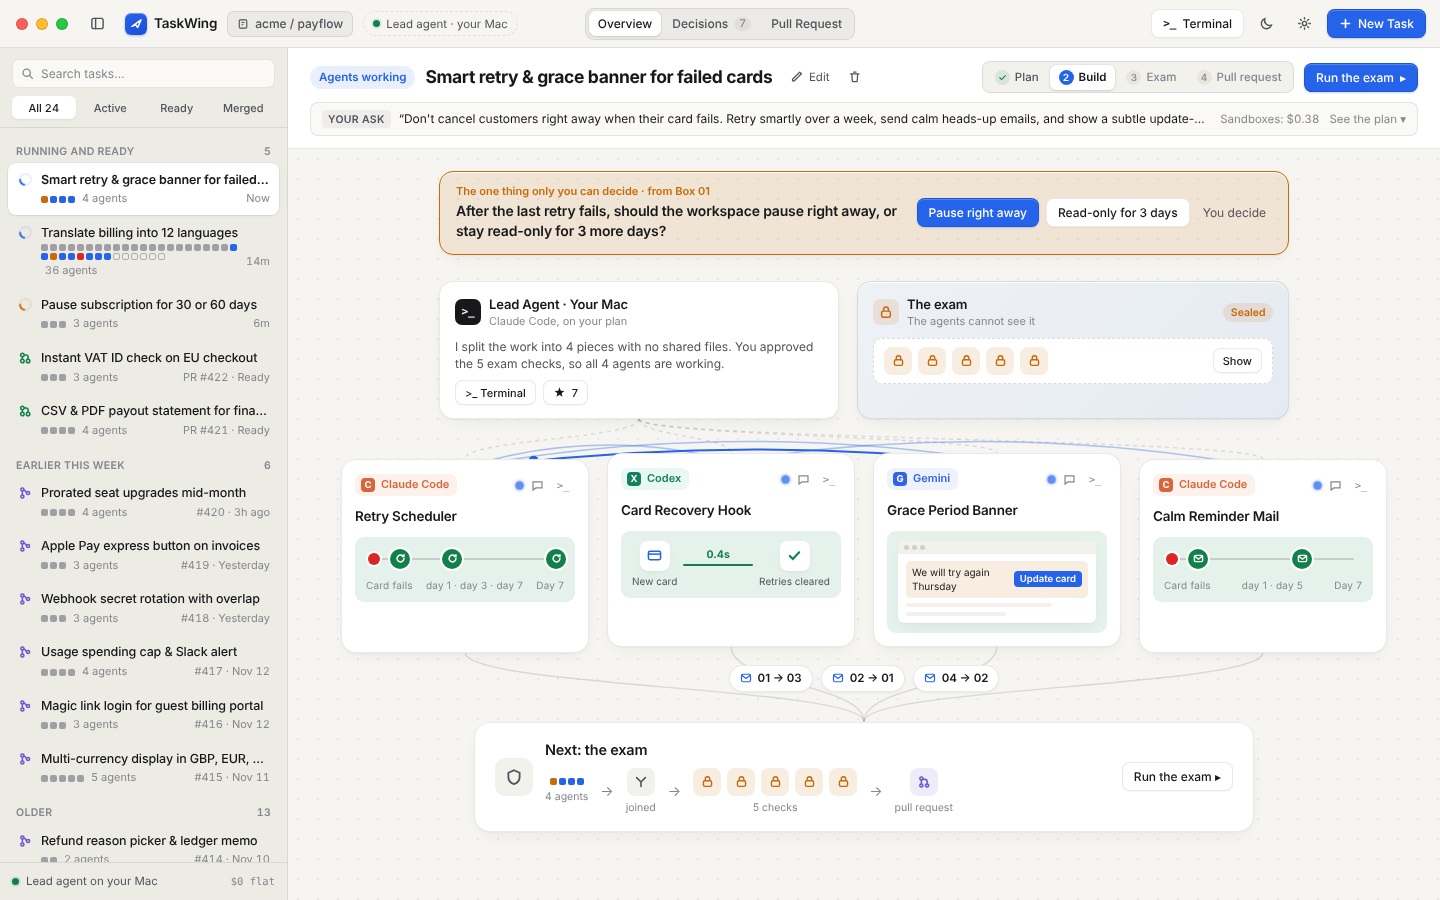 TaskWing
acme / payflow
Lead agent · your Mac
Overview
Decisions 7
Pull Request
>_ Terminal
+ New Task
Search tasks...
All 24
Active
Ready
Merged
RUNNING AND READY 5
Smart retry & grace banner for failed...
4 agents Now
Translate billing into 12 languages
14m
36 agents
Pause subscription for 30 or 60 days
3 agents 6m
Instant VAT ID check on EU checkout
3 agents PR #422 · Ready
CSV & PDF payout statement for fina...
4 agents PR #421 · Ready
EARLIER THIS WEEK 6
Prorated seat upgrades mid-month
4 agents #420 · 3h ago
Apple Pay express button on invoices
3 agents #419 · Yesterday
Webhook secret rotation with overlap
3 agents #418 · Yesterday
Usage spending cap & Slack alert
4 agents #417 · Nov 12
Magic link login for guest billing portal
3 agents #416 · Nov 12
Multi-currency display in GBP, EUR, ...
5 agents #415 · Nov 11
OLDER 13
Refund reason picker & ledger memo
2 agents #414 · Nov 10
Lead agent on your Mac $0 flat
Agents working
Smart retry & grace banner for failed cards
Edit
Plan
2 Build
3 Exam
4 Pull request
Run the exam ▸
YOUR ASK
“Don't cancel customers right away when their card fails. Retry smartly over a week, send calm heads-up emails, and show a subtle update-...
Sandboxes: $0.38
See the plan ▾
The one thing only you can decide · from Box 01
After the last retry fails, should the workspace pause right away, or
stay read-only for 3 more days?
Pause right away
Read-only for 3 days
You decide
>_
Lead Agent · Your Mac
Claude Code, on your plan
I split the work into 4 pieces with no shared files. You approved
the 5 exam checks, so all 4 agents are working.
>_ Terminal
★ 7
The exam
The agents cannot see it
Sealed
Show
C Claude Code >_
Retry Scheduler
Card fails day 1 · day 3 · day 7 Day 7
X Codex >_
Card Recovery Hook
0.4s
New card Retries cleared
G Gemini >_
Grace Period Banner
We will try again
Thursday
Update card
C Claude Code >_
Calm Reminder Mail
Card fails day 1 · day 5 Day 7
01 → 03
02 → 01
04 → 02
Next: the exam
4 agents
→
joined
→
5 checks
→
pull request
Run the exam ▸